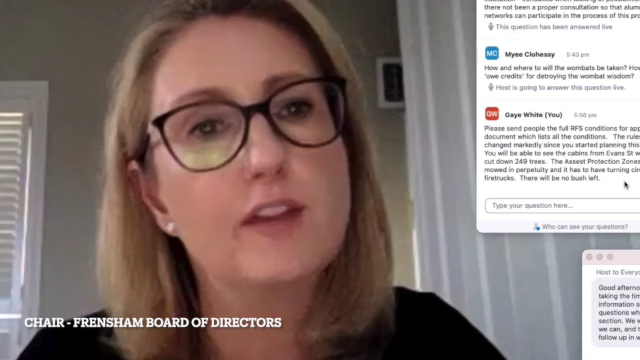 there not been a proper consultation so that alum
networks can participate in the process of this pro
This question has been answered live
MC
Myee Clohessy 5:43 pm
How and where to will the wombats be taken? How
'owe credits' for detroying the wombat wisdom?
Host is going to answer this question live.
GW
Gaye White (You) 5:50 pm
Please send people the full RFS conditions for app
document which lists all the conditions. The rules
changed markedly since you started planning this
You will be able to see the cabins from Evans St w
cut down 249 trees. The Assest Protection Zones
mowed in perpetuity and it has to have turning circ
firetrucks. There will be no bush left.
Type your question here...
Who can see your questions?
Host to Everyo
Good afterno
taking the tim
information s
questions wh
section. We w
we can, and t
follow up in w
CHAIR - FRENSHAM BOARD OF DIRECTORS